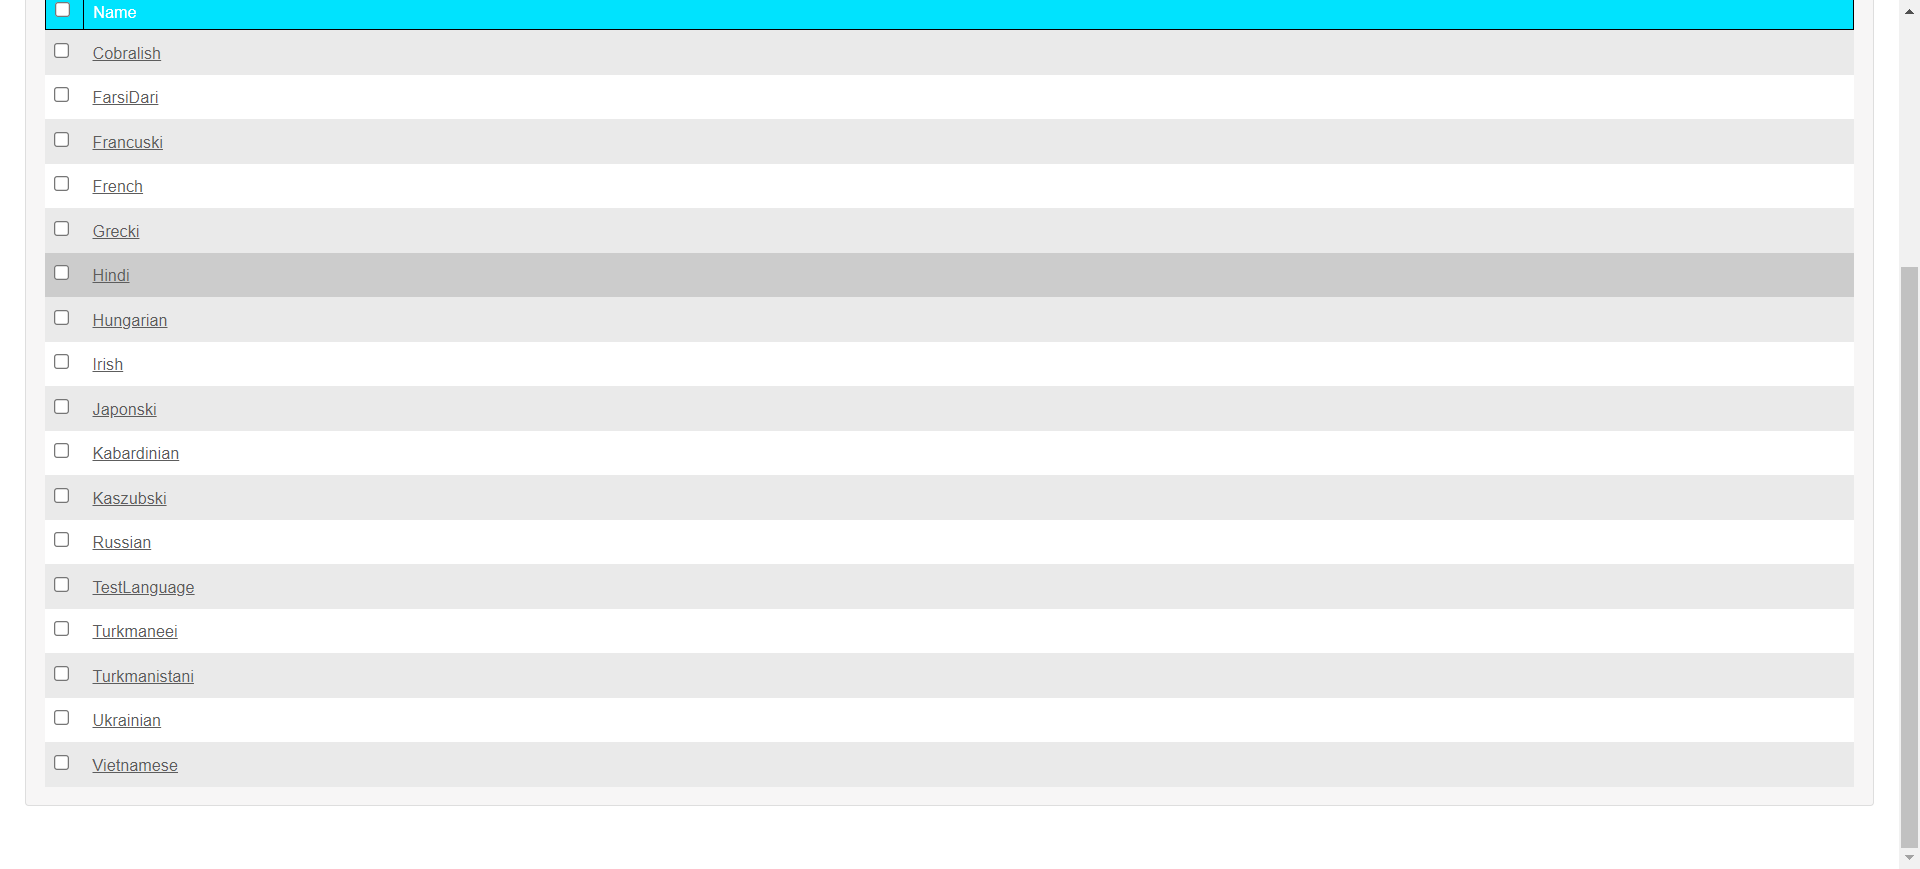 Name
Cobralish
FarsiDari
Francuski
French
Grecki
Hindi
Hungarian
Irish
Japonski
Kabardinian
Kaszubski
Russian
TestLanguage
Turkmaneei
Turkmanistani
Ukrainian
Vietnamese